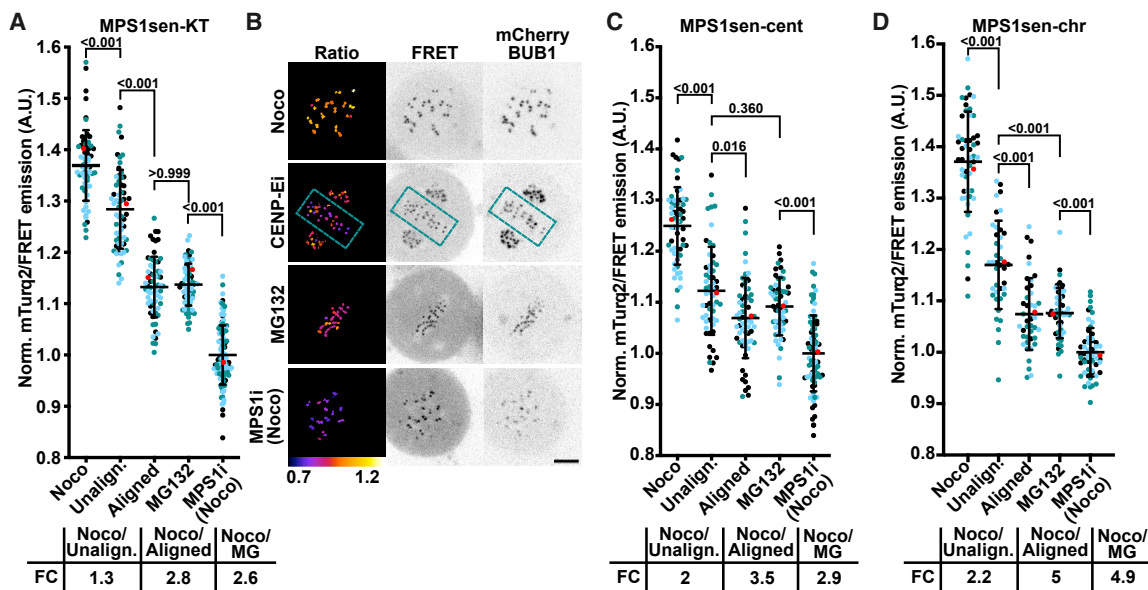 A
MPS1sen-KT
Norm. mTurq2/FRET emission (A.U.)
1.6
1.5
1.4
1.3
1.2
1.1
1.0
0.9
0.8
<0.001
<0.001
>0.999
<0.001
Noco
Unalign.
Aligned
MG132
MPS1i
(Noco)
Noco/ Noco/ Noco/
Unalign. Aligned MG
FC 1.3 2.8 2.6
B
Ratio FRET mCherry
BUB1
Noco
CENP-Ei
MG132
MPS1i
(Noco)
0.7 1.2
C
MPS1sen-cent
Norm. mTurq2/FRET emission (A.U.)
1.6
1.5
1.4
1.3
1.2
1.1
1.0
0.9
0.8
<0.001
0.360
0.016
<0.001
Noco
Unalign.
Aligned
MG132
MPS1i
(Noco)
Noco/ Noco/ Noco/
Unalign. Aligned MG
FC 2 3.5 2.9
D
MPS1sen-chr
Norm. mTurq2/FRET emission (A.U.)
1.6
1.5
1.4
1.3
1.2
1.1
1.0
0.9
0.8
<0.001
<0.001
<0.001
<0.001
Noco
Unalign.
Aligned
MG132
MPS1i
(Noco)
Noco/ Noco/ Noco/
Unalign. Aligned MG
FC 2.2 5 4.9